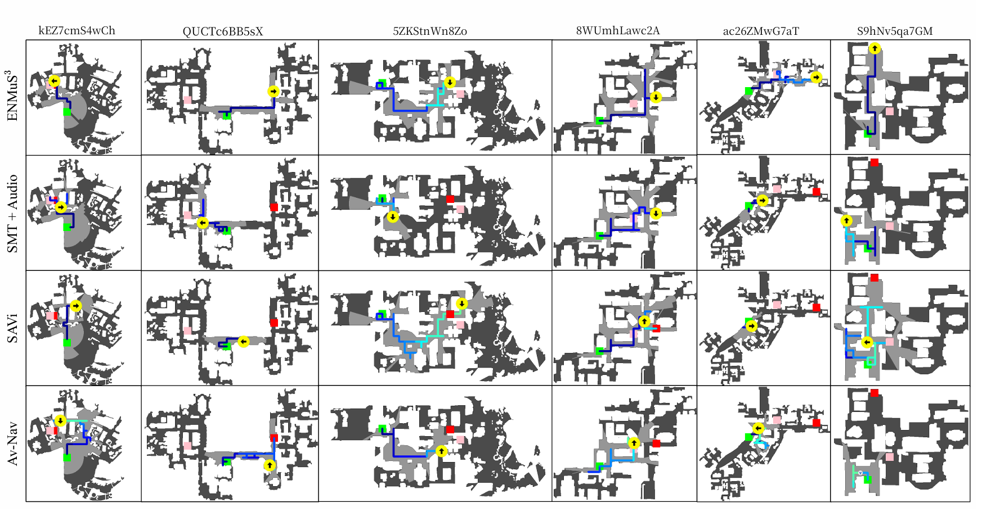 kEZ7cmS4wCh QUCTc6BB5sX 5ZKStnWn8Zo 8WUmhLawc2A ac26ZMwG7aT S9hNv5qa7GM
ENMuS³
SMT + Audio
SAVi
Av-Nav